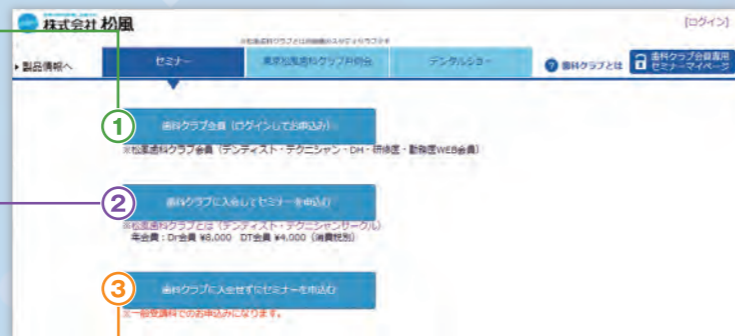 株式会社 松風
[ログイン]
※松風歯科クラブとは
製品情報へ
セミナー
デンタルショー
? 歯科クラブとは
歯科クラブ会員専用
セミナーマイページ
①
歯科クラブ会員（ログインしてお申込み）
※松風歯科クラブ会員（デンティスト・テクニシャン・DH・研修医・勤務医WEB会員）
②
歯科クラブに入会してセミナーを申込む
※松風歯科クラブとは（デンティスト・テクニシャンサークル）
年会費：Dr会員 ¥8,000 DT会員 ¥4,000（消費税別）
③
歯科クラブに入会せずにセミナーを申込む
※一般受講料でのお申込みになります。